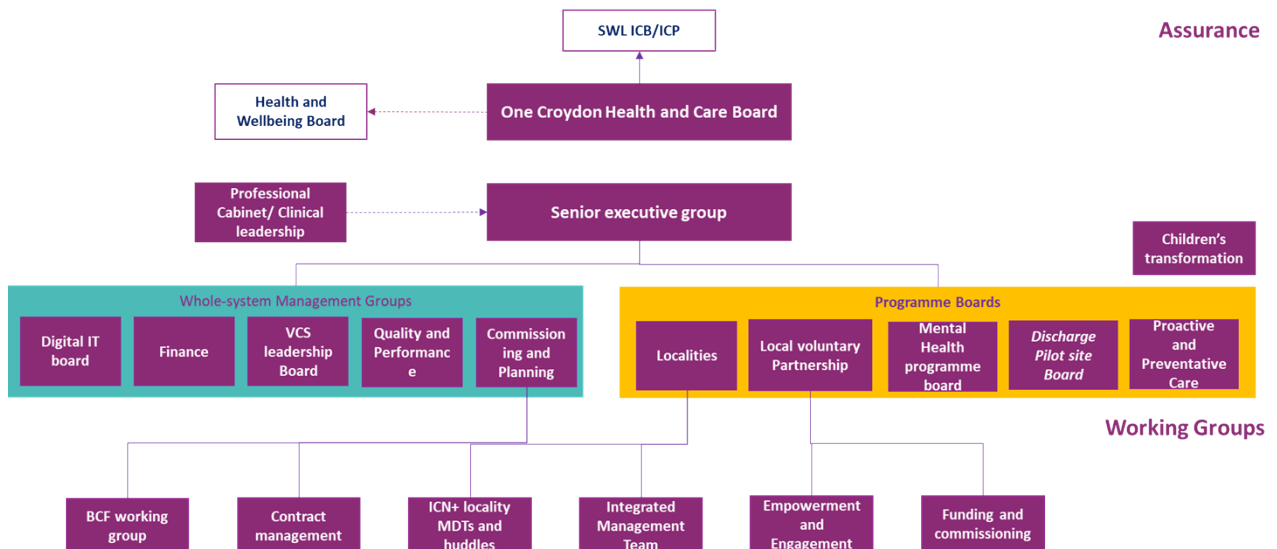 SWL ICB/ICP
Assurance
Health and
Wellbeing Board
One Croydon Health and Care Board
Professional
Cabinet/ Clinical
leadership
Senior executive group
Children's
transformation
Whole-system Management Groups
Digital IT
board
Finance
VCS
leadership
Board
Quality and
Performanc
e
Commission
ing and
Planning
Programme Boards
Localities
Local voluntary
Partnership
Mental
Health
programme
board
Discharge
Pilot site
Board
Proactive
and
Preventative
Care
Working Groups
BCF working
group
Contract
management
ICN+ locality
MDTs and
huddles
Integrated
Management
Team
Empowerment
and
Engagement
Funding and
commissioning